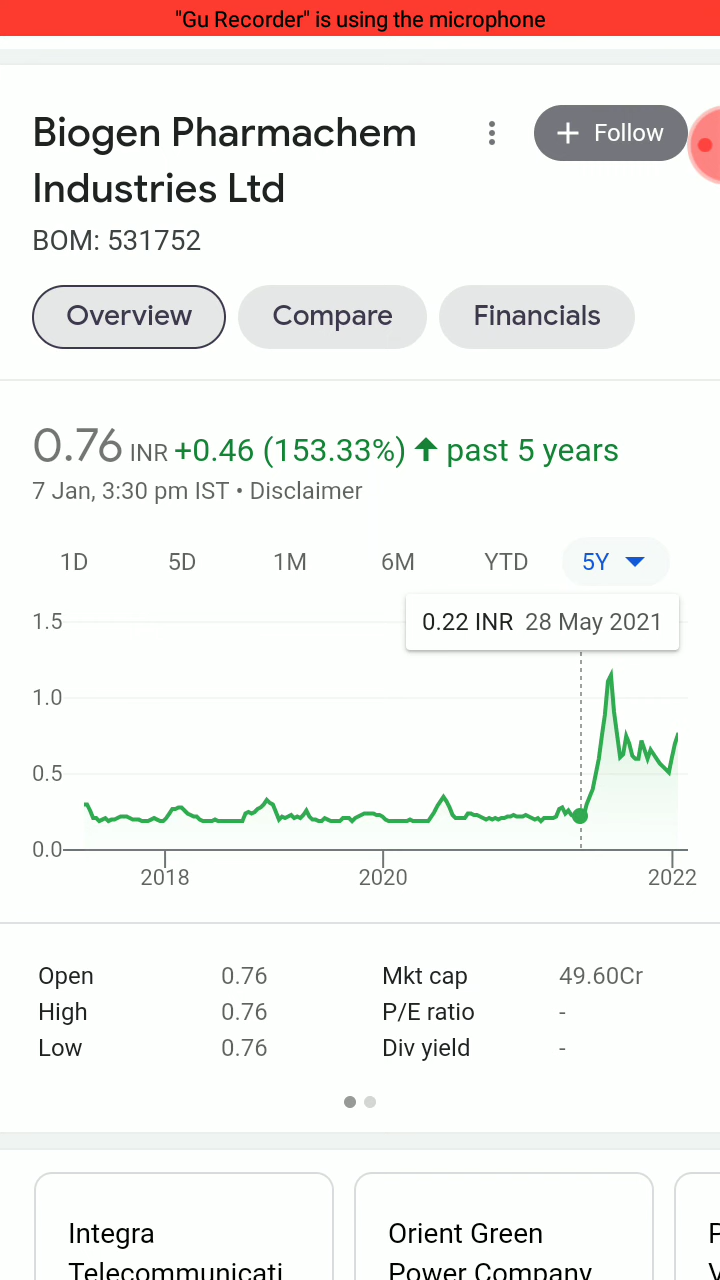 "Gu Recorder" is using the microphone
Biogen Pharmachem
Industries Ltd
+ Follow
BOM: 531752
Overview Compare Financials
0.76 INR +0.46 (153.33%) ↑ past 5 years
7 Jan, 3:30 pm IST • Disclaimer
1D 5D 1M 6M YTD 5Y
0.22 INR 28 May 2021
1.5
1.0
0.5
0.0
2018 2020 2022
Open 0.76 Mkt cap 49.60Cr
High 0.76 P/E ratio -
Low 0.76 Div yield -
Integra Orient Green
Telecommunicati Power Company